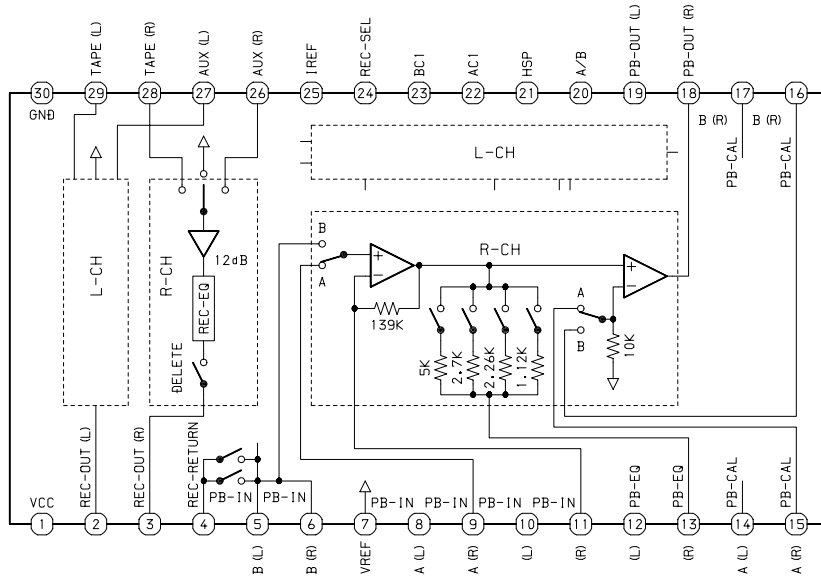 TAPE (L)
TAPE (R)
AUX (L)
AUX (R)
IREF
REC-SEL
BC1
AC1
HSP
A/B
PB-OUT (L)
PB-OUT (R)
30
29
28
27
26
25
24
23
22
21
20
19
18
17
16
GND
B (R)
B (R)
PB-CAL
PB-CAL
L-CH
L-CH
R-CH
12dB
REC-EQ
DELETE
R-CH
B
A
+
−
139K
5K
2.7K
2.26K
1.12K
+
−
A
B
10K
REC-OUT (L)
REC-OUT (R)
REC-RETURN
PB-IN
PB-IN
PB-IN
PB-IN
PB-IN
PB-IN
PB-EQ
PB-EQ
PB-CAL
PB-CAL
VCC
1
2
3
4
5
6
7
8
9
10
11
12
13
14
15
B (L)
B (R)
VREF
A (L)
A (R)
(L)
(R)
(L)
(R)
A (L)
A (R)